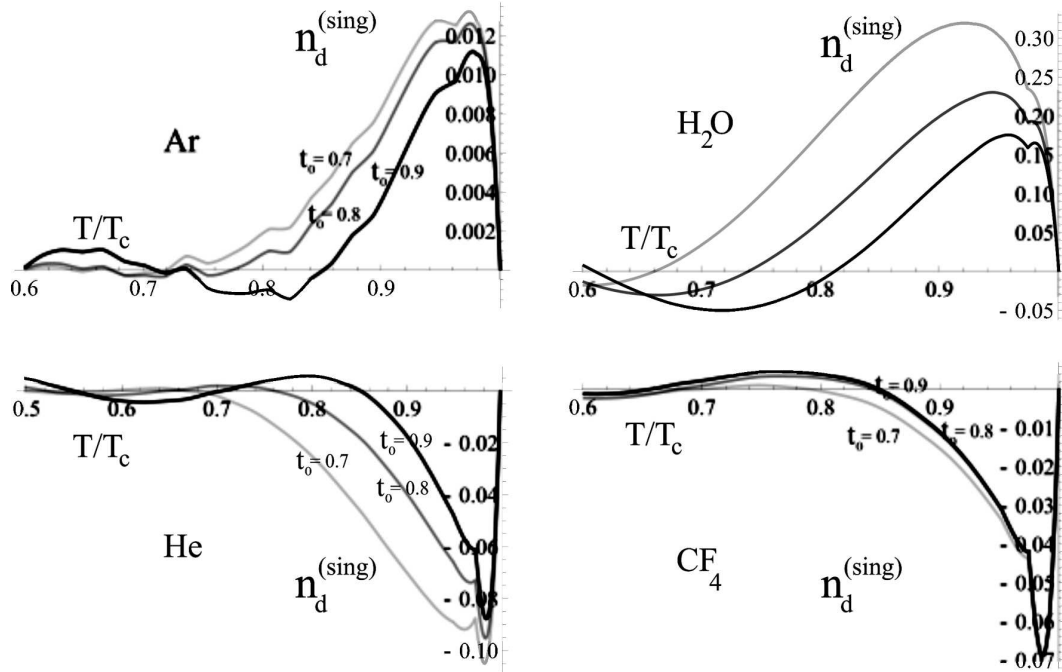 n_d^(sing)
0.012
0.010
0.008
0.006
0.004
0.002
Ar
t_o = 0.7
t_o = 0.9
t_o = 0.8
T/T_c
0.6
0.7
0.8
0.9
n_d^(sing)
0.30
0.25
0.20
0.15
0.10
0.05
- 0.05
H_2O
T/T_c
0.6
0.7
0.8
0.9
0.5
0.6
0.7
0.8
0.9
T/T_c
t_o = 0.9
t_o = 0.7
t_o = 0.8
- 0.02
- 0.04
- 0.06
- 0.08
- 0.10
He
n_d^(sing)
0.6
0.7
0.8
0.9
T/T_c
t_o = 0.9
t_o = 0.7
t_o = 0.8
- 0.01
- 0.02
- 0.03
- 0.04
- 0.05
- 0.06
- 0.07
CF_4
n_d^(sing)